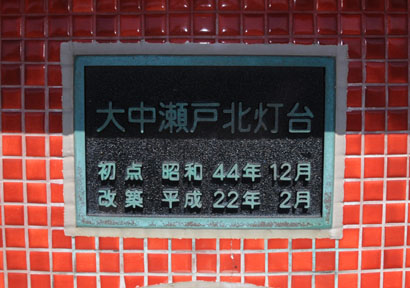 大中瀬戸北灯台
初点 昭和 44年 12月
改築 平成 22年 2月